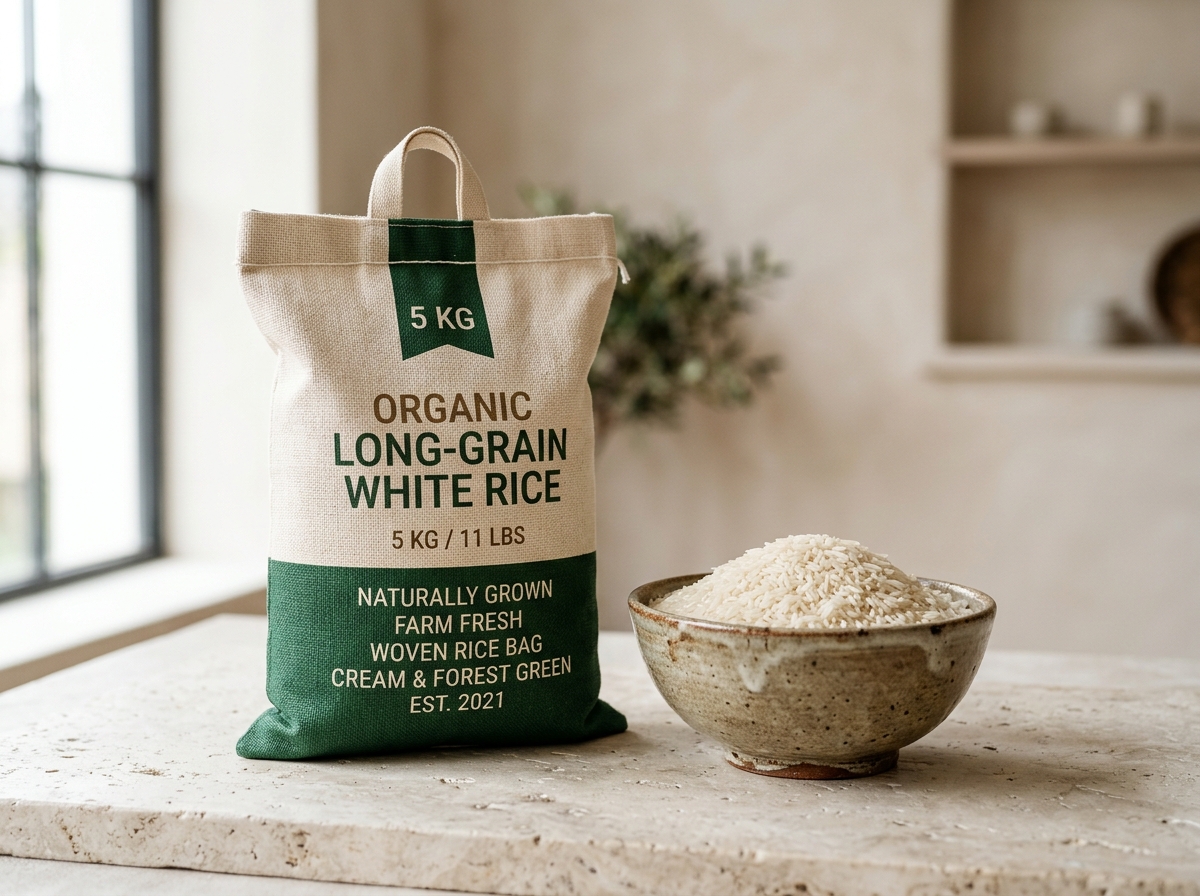 5 KG
ORGANIC
LONG-GRAIN
WHITE RICE
5 KG / 11 LBS
NATURALLY GROWN
FARM FRESH
WOVEN RICE BAG
CREAM & FOREST GREEN
EST. 2021